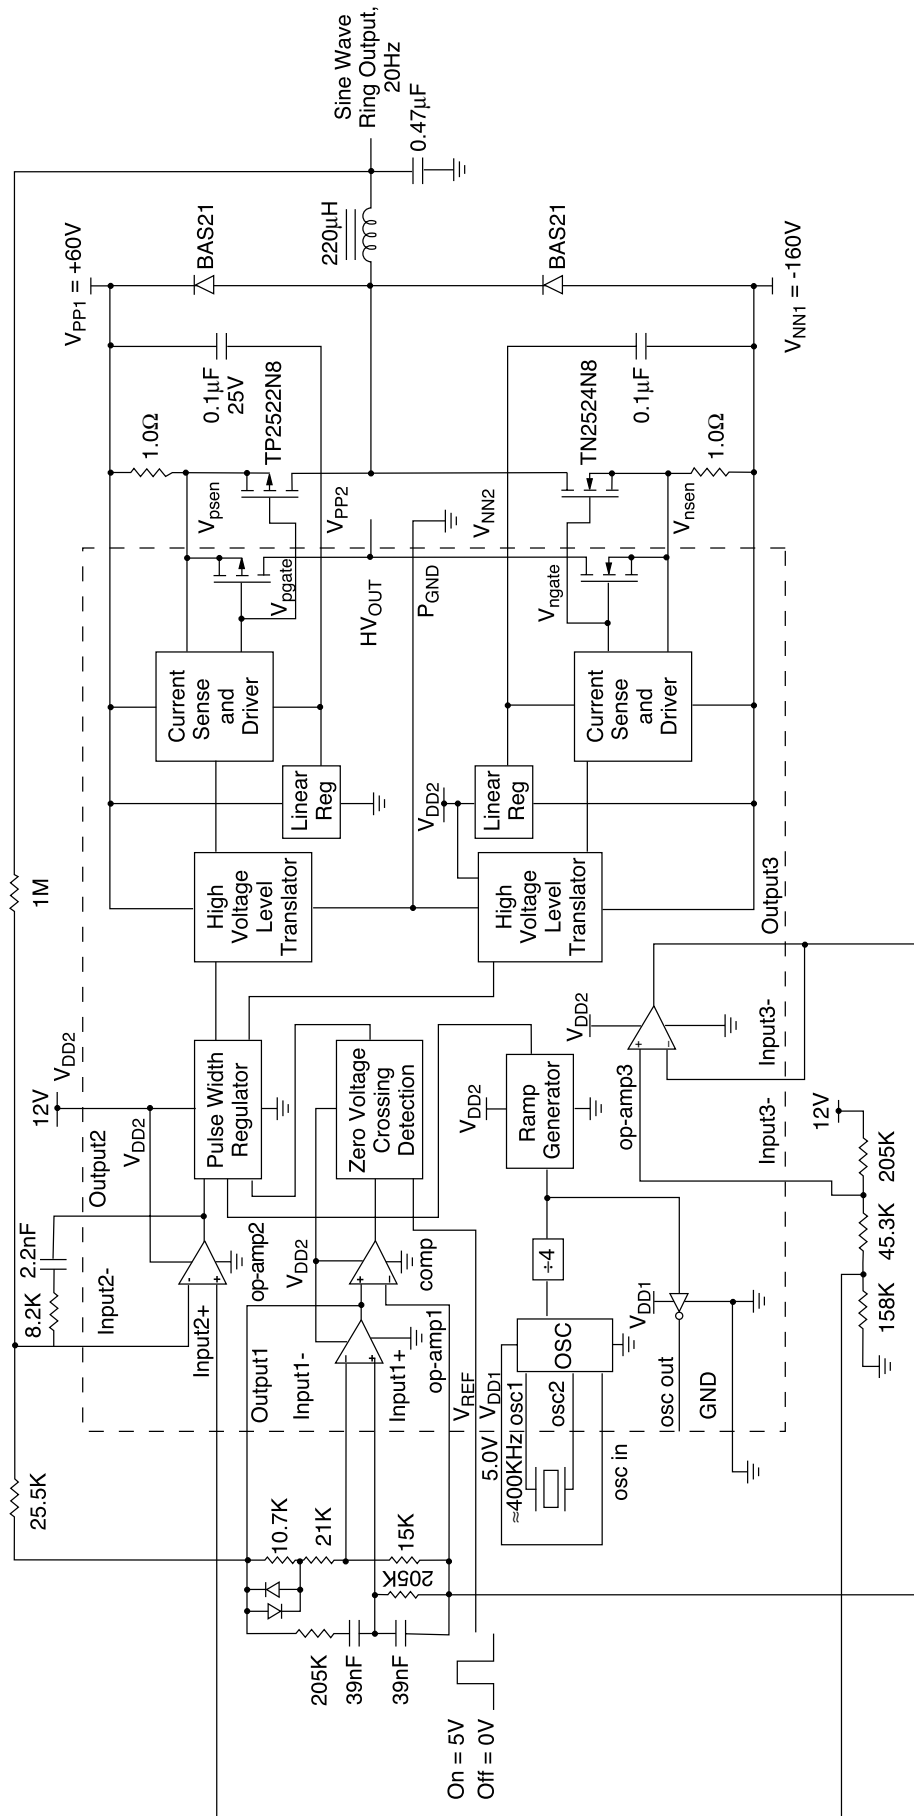 Sine Wave
Ring Output,
20Hz
0.47µF
220µH
V_PP1 = +60V
BAS21
BAS21
V_NN1 = -160V
0.1µF
25V
TP2522N8
TN2524N8
0.1µF
1.0Ω
1.0Ω
V_psen
V_PP2
V_NN2
V_nsen
V_pgate
HV_OUT
P_GND
V_ngate
Current
Sense
and
Driver
Current
Sense
and
Driver
Linear
Reg
V_DD2
Linear
Reg
1M
High
Voltage
Level
Translator
High
Voltage
Level
Translator
Output3
12V
V_DD2
V_DD2
Output2
Pulse Width
Regulator
Zero Voltage
Crossing
Detection
V_DD2
Ramp
Generator
V_DD2
+
–
op-amp3
Input3-
Input3-
12V
205K
45.3K
158K
2.2nF
8.2K
Input2-
Input2+
-
+
op-amp2
V_DD2
+
–
comp
÷4
Output1
Input1-
Input1+
–
+
op-amp1
V_REF
V_DD1
OSC
V_DD1
5.0V
≈400KHz
osc1
osc2
osc in
osc out
GND
25.5K
10.7K
21K
15K
205K
205K
39nF
39nF
On = 5V
Off = 0V